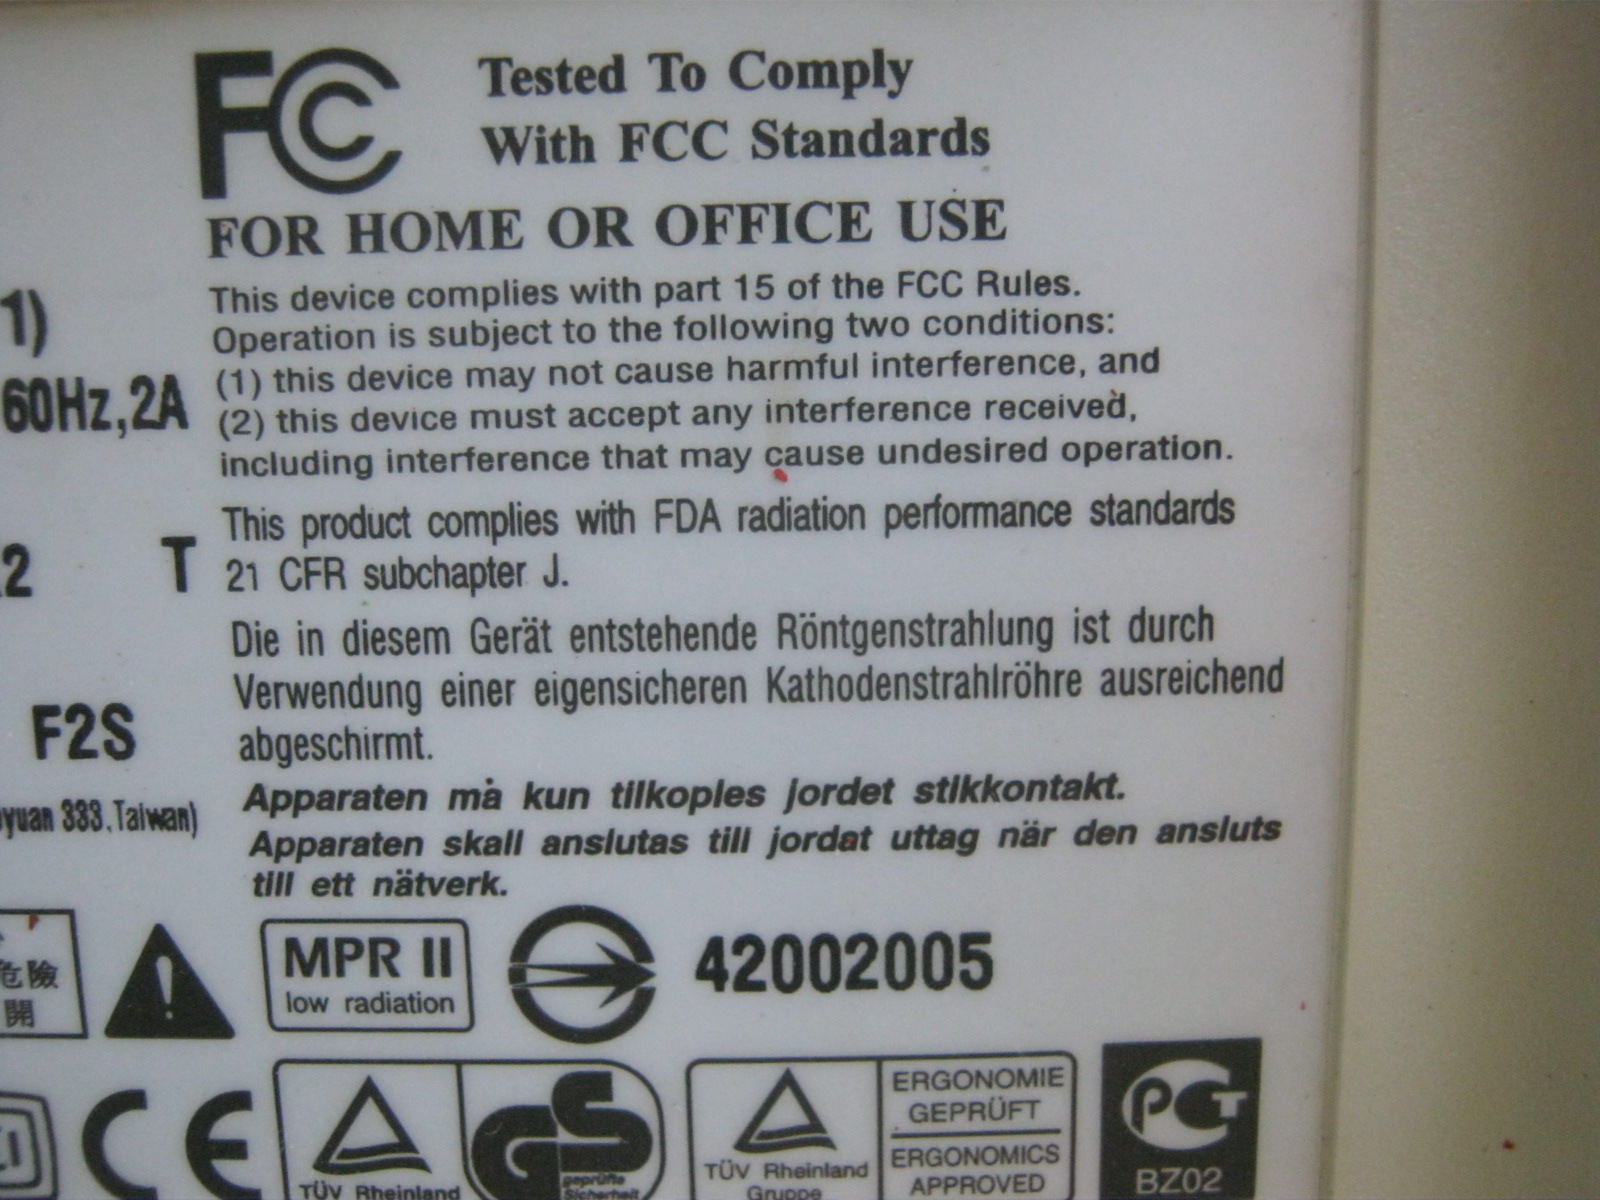 FC
Tested To Comply
With FCC Standards
FOR HOME OR OFFICE USE
This device complies with part 15 of the FCC Rules.
Operation is subject to the following two conditions:
(1) this device may not cause harmful interference, and
(2) this device must accept any interference received,
including interference that may cause undesired operation.
This product complies with FDA radiation performance standards
21 CFR subchapter J.
Die in diesem Gerät entstehende Röntgenstrahlung ist durch
Verwendung einer eigensicheren Kathodenstrahlröhre ausreichend
abgeschirmt.
Apparaten må kun tilkoples jordet stikkontakt.
Apparaten skall anslutas till jordat uttag när den ansluts
till ett nätverk.
1)
60Hz,2A
2 T
F2S
yuan 333,Taiwan)
危險
開
!
MPR II
low radiation
42002005
CE
TÜV Rheinland
GS
geprüfte
Sicherheit
TÜV Rheinland
Gruppe
ERGONOMIE
GEPRÜFT
ERGONOMICS
APPROVED
PCT
BZ02